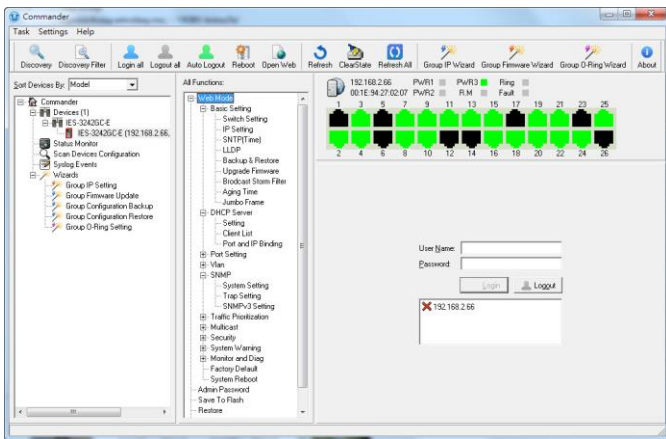 Commander
Task Settings Help
Discovery Discovery Filter Login all Logout all Auto Logout Reboot Open Web Refresh ClearState Refresh All Group IP Wizard Group Firmware Wizard Group O-Ring Wizard About
Sort Devices By: Model
Commander
Devices (1)
IES-3242GC-E
IES-3242GC-E (192.168.2.66,
Status Monitor
Scan Devices Configuration
Syslog Events
Wizards
Group IP Setting
Group Firmware Update
Group Configuration Backup
Group Configuration Restore
Group O-Ring Setting
All Functions:
Web Mode
Basic Setting
Switch Setting
IP Setting
SNTP(Time)
LLDP
Backup & Restore
Upgrade Firmware
Brodcast Storm Filter
Aging Time
Jumbo Frame
DHCP Server
Setting
Client List
Port and IP Binding
Port Setting
Vlan
SNMP
System Setting
Trap Setting
SNMPv3 Setting
Traffic Prioritization
Multicast
Security
System Warning
Monitor and Diag
Factory Default
System Reboot
Admin Password
Save To Flash
Restore
192.168.2.66 PWR1 PWR3 Ring
00:1E:94:27:02:07 PWR2 R.M Fault
1 3 5 7 9 11 13 15 17 19 21 23 25
2 4 6 8 10 12 14 16 18 20 22 24 26
User Name:
Password:
Login Logout
192.168.2.66